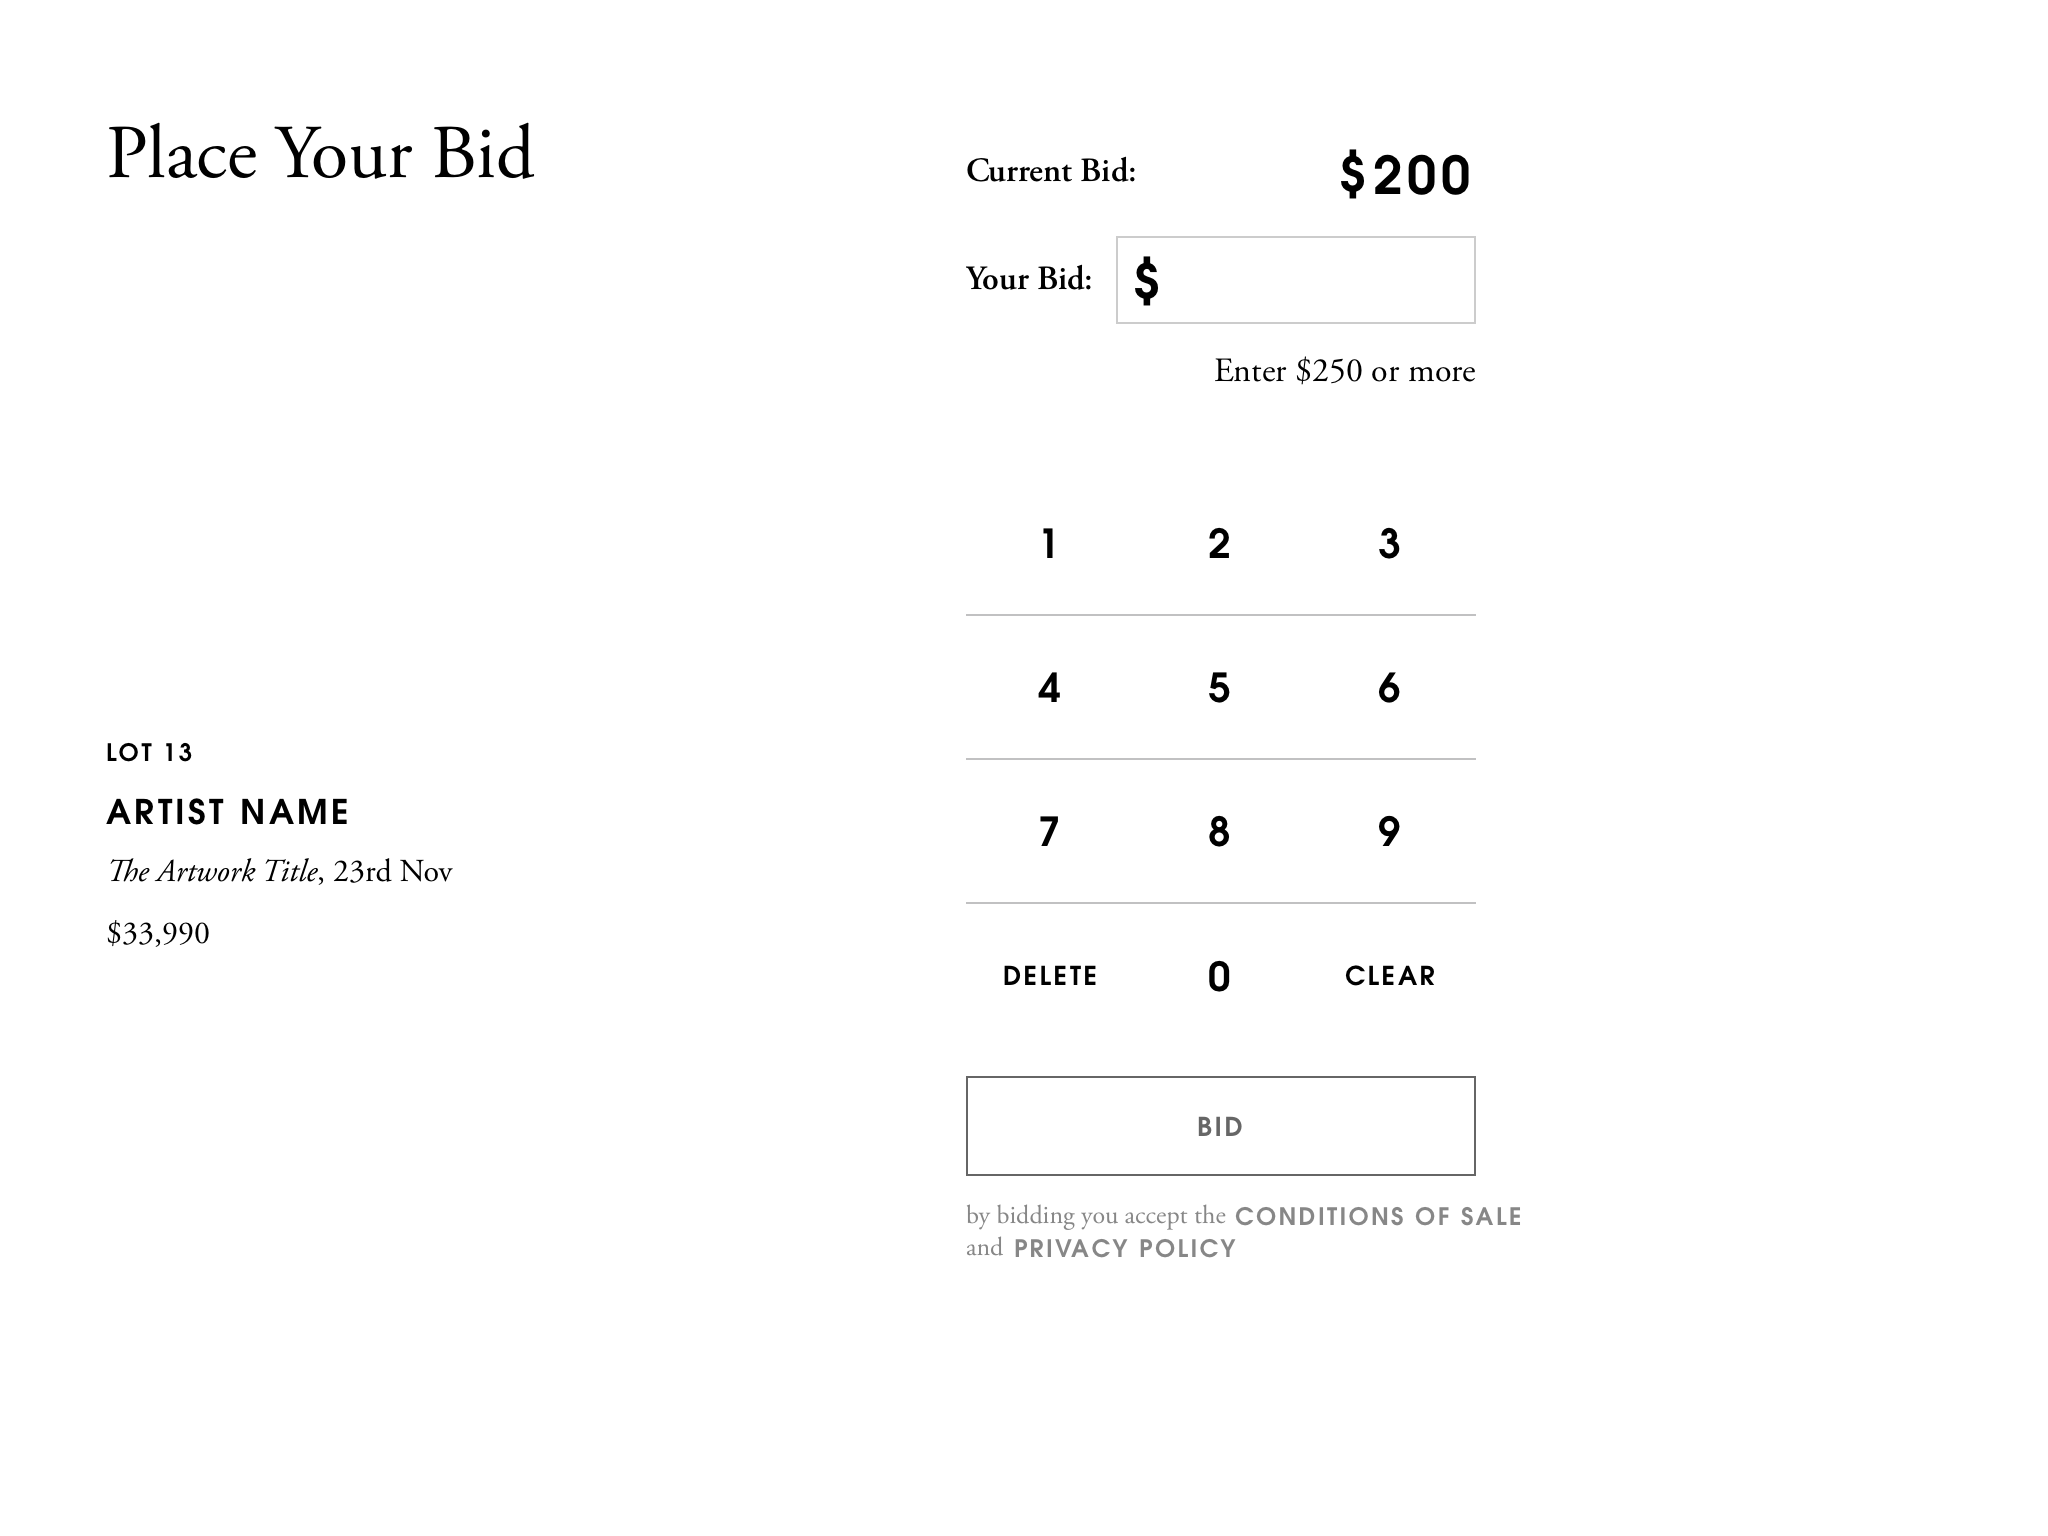 Place Your Bid
LOT 13
ARTIST NAME
The Artwork Title, 23rd Nov
$33,990
Current Bid: $200
Your Bid: $
Enter $250 or more
1 2 3
4 5 6
7 8 9
DELETE 0 CLEAR
BID
by bidding you accept the CONDITIONS OF SALE
and PRIVACY POLICY